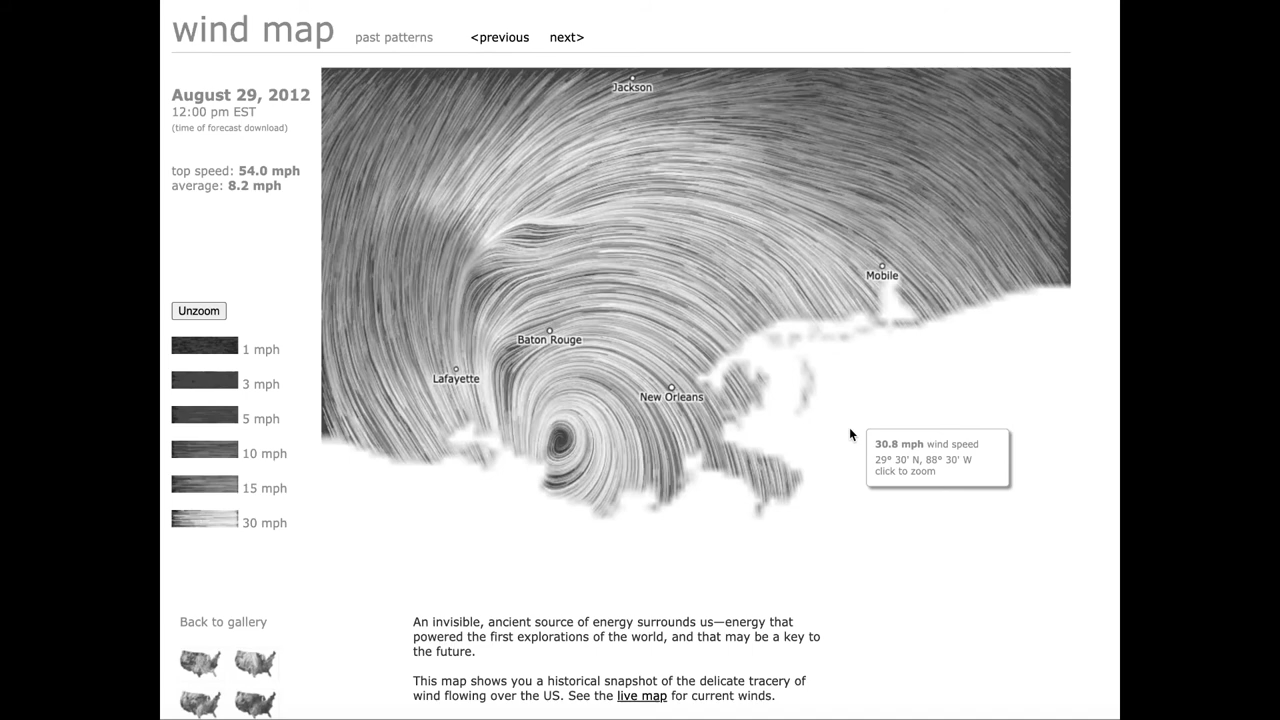 wind map past patterns <previous next>
August 29, 2012
12:00 pm EST
(time of forecast download)
top speed: 54.0 mph
average: 8.2 mph
Unzoom
1 mph
3 mph
5 mph
10 mph
15 mph
30 mph
Jackson
Mobile
Baton Rouge
Lafayette
New Orleans
30.8 mph wind speed
29° 30' N, 88° 30' W
click to zoom
Back to gallery
An invisible, ancient source of energy surrounds us—energy that
powered the first explorations of the world, and that may be a key to
the future.
This map shows you a historical snapshot of the delicate tracery of
wind flowing over the US. See the live map for current winds.